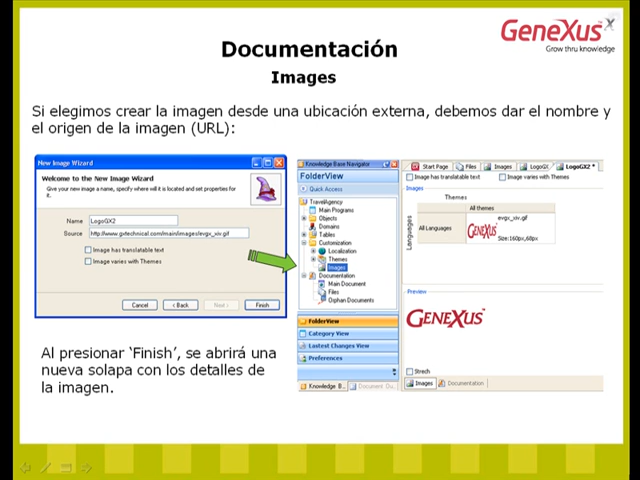 GeneXus X
Grow thru knowledge
Documentación
Images
Si elegimos crear la imagen desde una ubicación externa, debemos dar el nombre y
el origen de la imagen (URL):
New Image Wizard
Welcome to the New Image Wizard
Give your new image a name, specify where will it is located and set properties for
it.
Name LogoGX2
Source http://www.gxtechnical.com/main/images/evgx_xiv.gif
Image has translatable text
Image varies with Themes
Cancel < Back Next > Finish
Knowledge Base Navigator
FolderView
Quick Access
TravelAgency
Main Programs
Objects
Domains
Tables
Customization
Localization
Themes
Images
Documentation
Main Document
Files
Orphan Documents
FolderView
Category View
Lastest Changes View
Preferences
Knowledge B... Document Du...
Start Page Files Images LogoGX LogoGX2 *
Image has translatable text Image varies with Themes
Images
Themes
All themes
Languages
All Languages
evgx_xiv.gif
GENEXUS
Size:160px,68px
Preview
GENEXUS
Strech
Images Documentation
Al presionar ‘Finish’, se abrirá una
nueva solapa con los detalles de
la imagen.